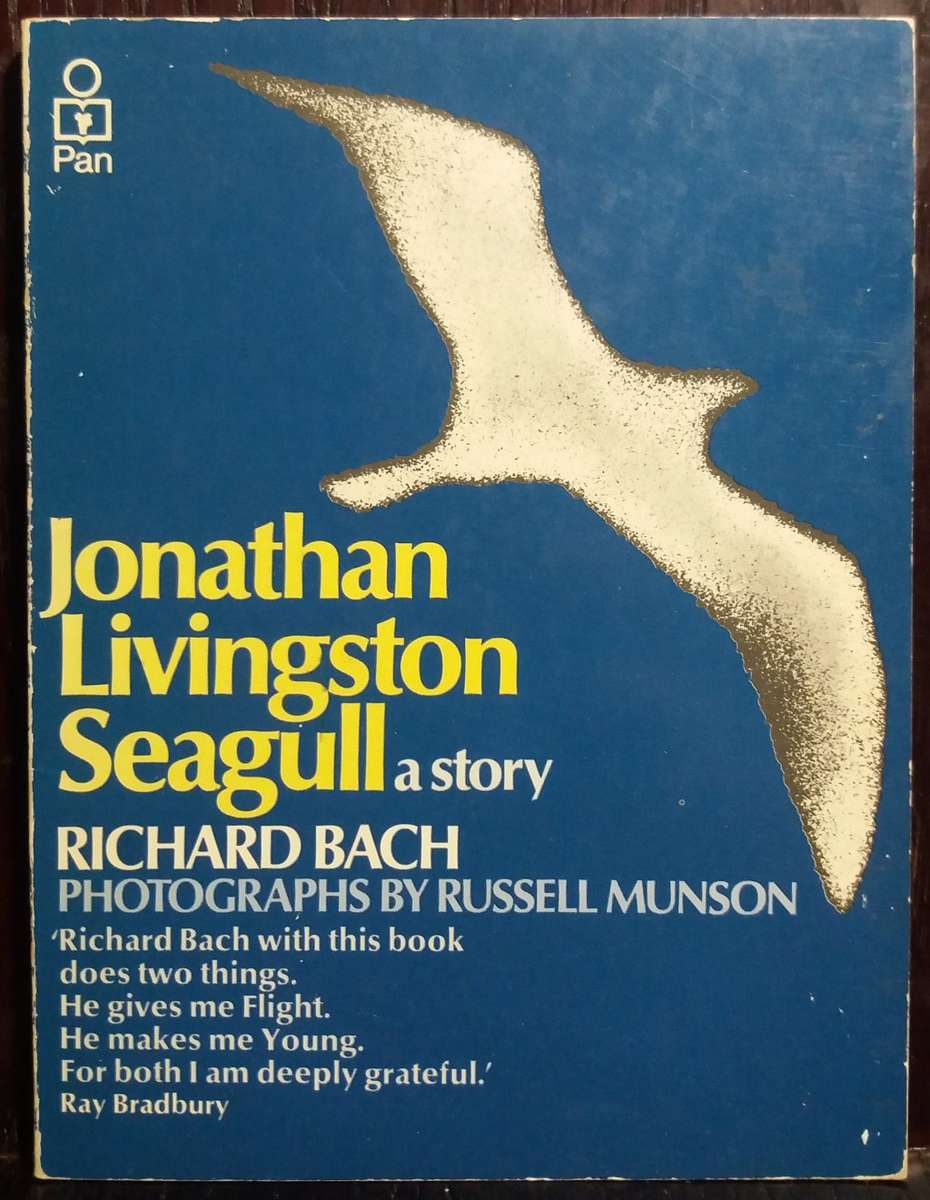 Pan
Jonathan
Livingston
Seagull a story
RICHARD BACH
PHOTOGRAPHS BY RUSSELL MUNSON
‘Richard Bach with this book
does two things.
He gives me Flight.
He makes me Young.
For both I am deeply grateful.’
Ray Bradbury